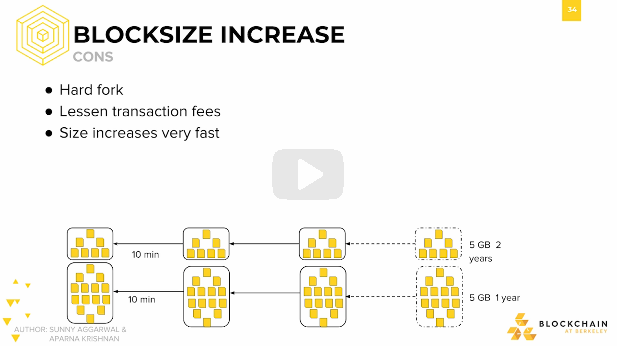 34
BLOCKSIZE INCREASE
CONS
● Hard fork
● Lessen transaction fees
● Size increases very fast
10 min
5 GB 2
years
10 min
5 GB 1 year
AUTHOR: SUNNY AGGARWAL &
APARNA KRISHNAN
BLOCKCHAIN
AT BERKELEY